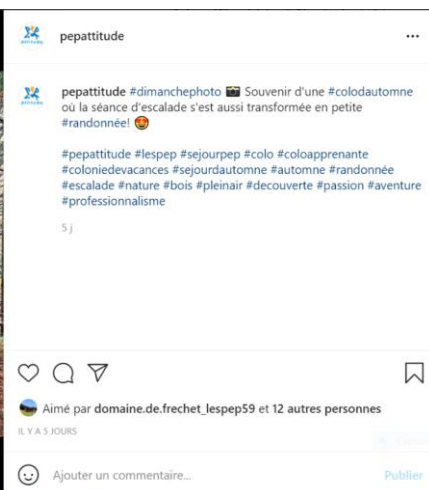 pepattitude
pepattitude #dimanchephoto 📸 Souvenir d'une #colodautomne
où la séance d'escalade s'est aussi transformée en petite
#randonnée! 🤩
#pepattitude #lespep #sejourpep #colo #coloapprenante
#coloniedevacances #sejourdautomne #automne #randonnée
#escalade #nature #bois #pleinair #decouverte #passion #aventure
#professionnalisme
5 j
Aimé par domaine.de.frechet_lespep59 et 12 autres personnes
IL Y A 5 JOURS
Ajouter un commentaire... Publier